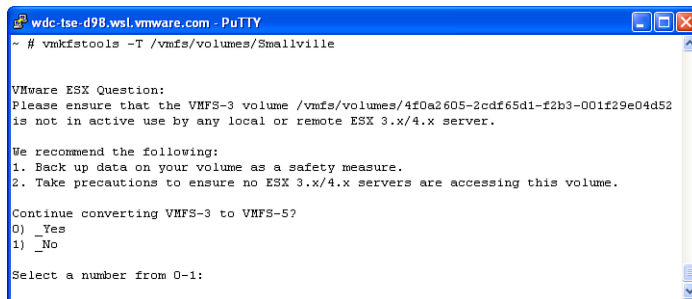 wdc-tse-d98.wsl.vmware.com - PuTTY
~ # vmkfstools -T /vmfs/volumes/Smallville
VMware ESX Question:
Please ensure that the VMFS-3 volume /vmfs/volumes/4f0a2605-2cdf65d1-f2b3-001f29e04d52
is not in active use by any local or remote ESX 3.x/4.x server.
We recommend the following:
1. Back up data on your volume as a safety measure.
2. Take precautions to ensure no ESX 3.x/4.x servers are accessing this volume.
Continue converting VMFS-3 to VMFS-5?
0) _Yes
1) _No
Select a number from 0-1: